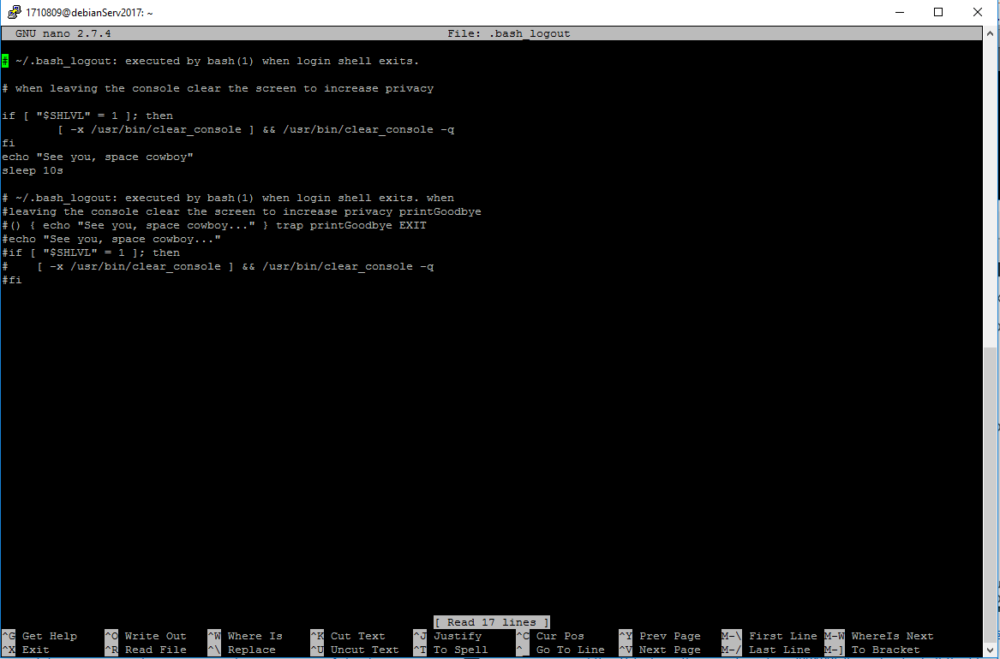 1710809@debianServ2017: ~
GNU nano 2.7.4 File: .bash_logout
# ~/.bash_logout: executed by bash(1) when login shell exits.
# when leaving the console clear the screen to increase privacy
if [ "$SHLVL" = 1 ]; then
        [ -x /usr/bin/clear_console ] && /usr/bin/clear_console -q
fi
echo "See you, space cowboy"
sleep 10s
# ~/.bash_logout: executed by bash(1) when login shell exits. when
#leaving the console clear the screen to increase privacy printGoodbye
#() { echo "See you, space cowboy..." } trap printGoodbye EXIT
#echo "See you, space cowboy..."
#if [ "$SHLVL" = 1 ]; then
#    [ -x /usr/bin/clear_console ] && /usr/bin/clear_console -q
#fi
[ Read 17 lines ]
^G Get Help ^O Write Out ^W Where Is ^K Cut Text ^J Justify ^C Cur Pos ^Y Prev Page M-\ First Line M-W WhereIs Next
^X Exit ^R Read File ^\ Replace ^U Uncut Text ^T To Spell ^_ Go To Line ^V Next Page M-/ Last Line M-] To Bracket